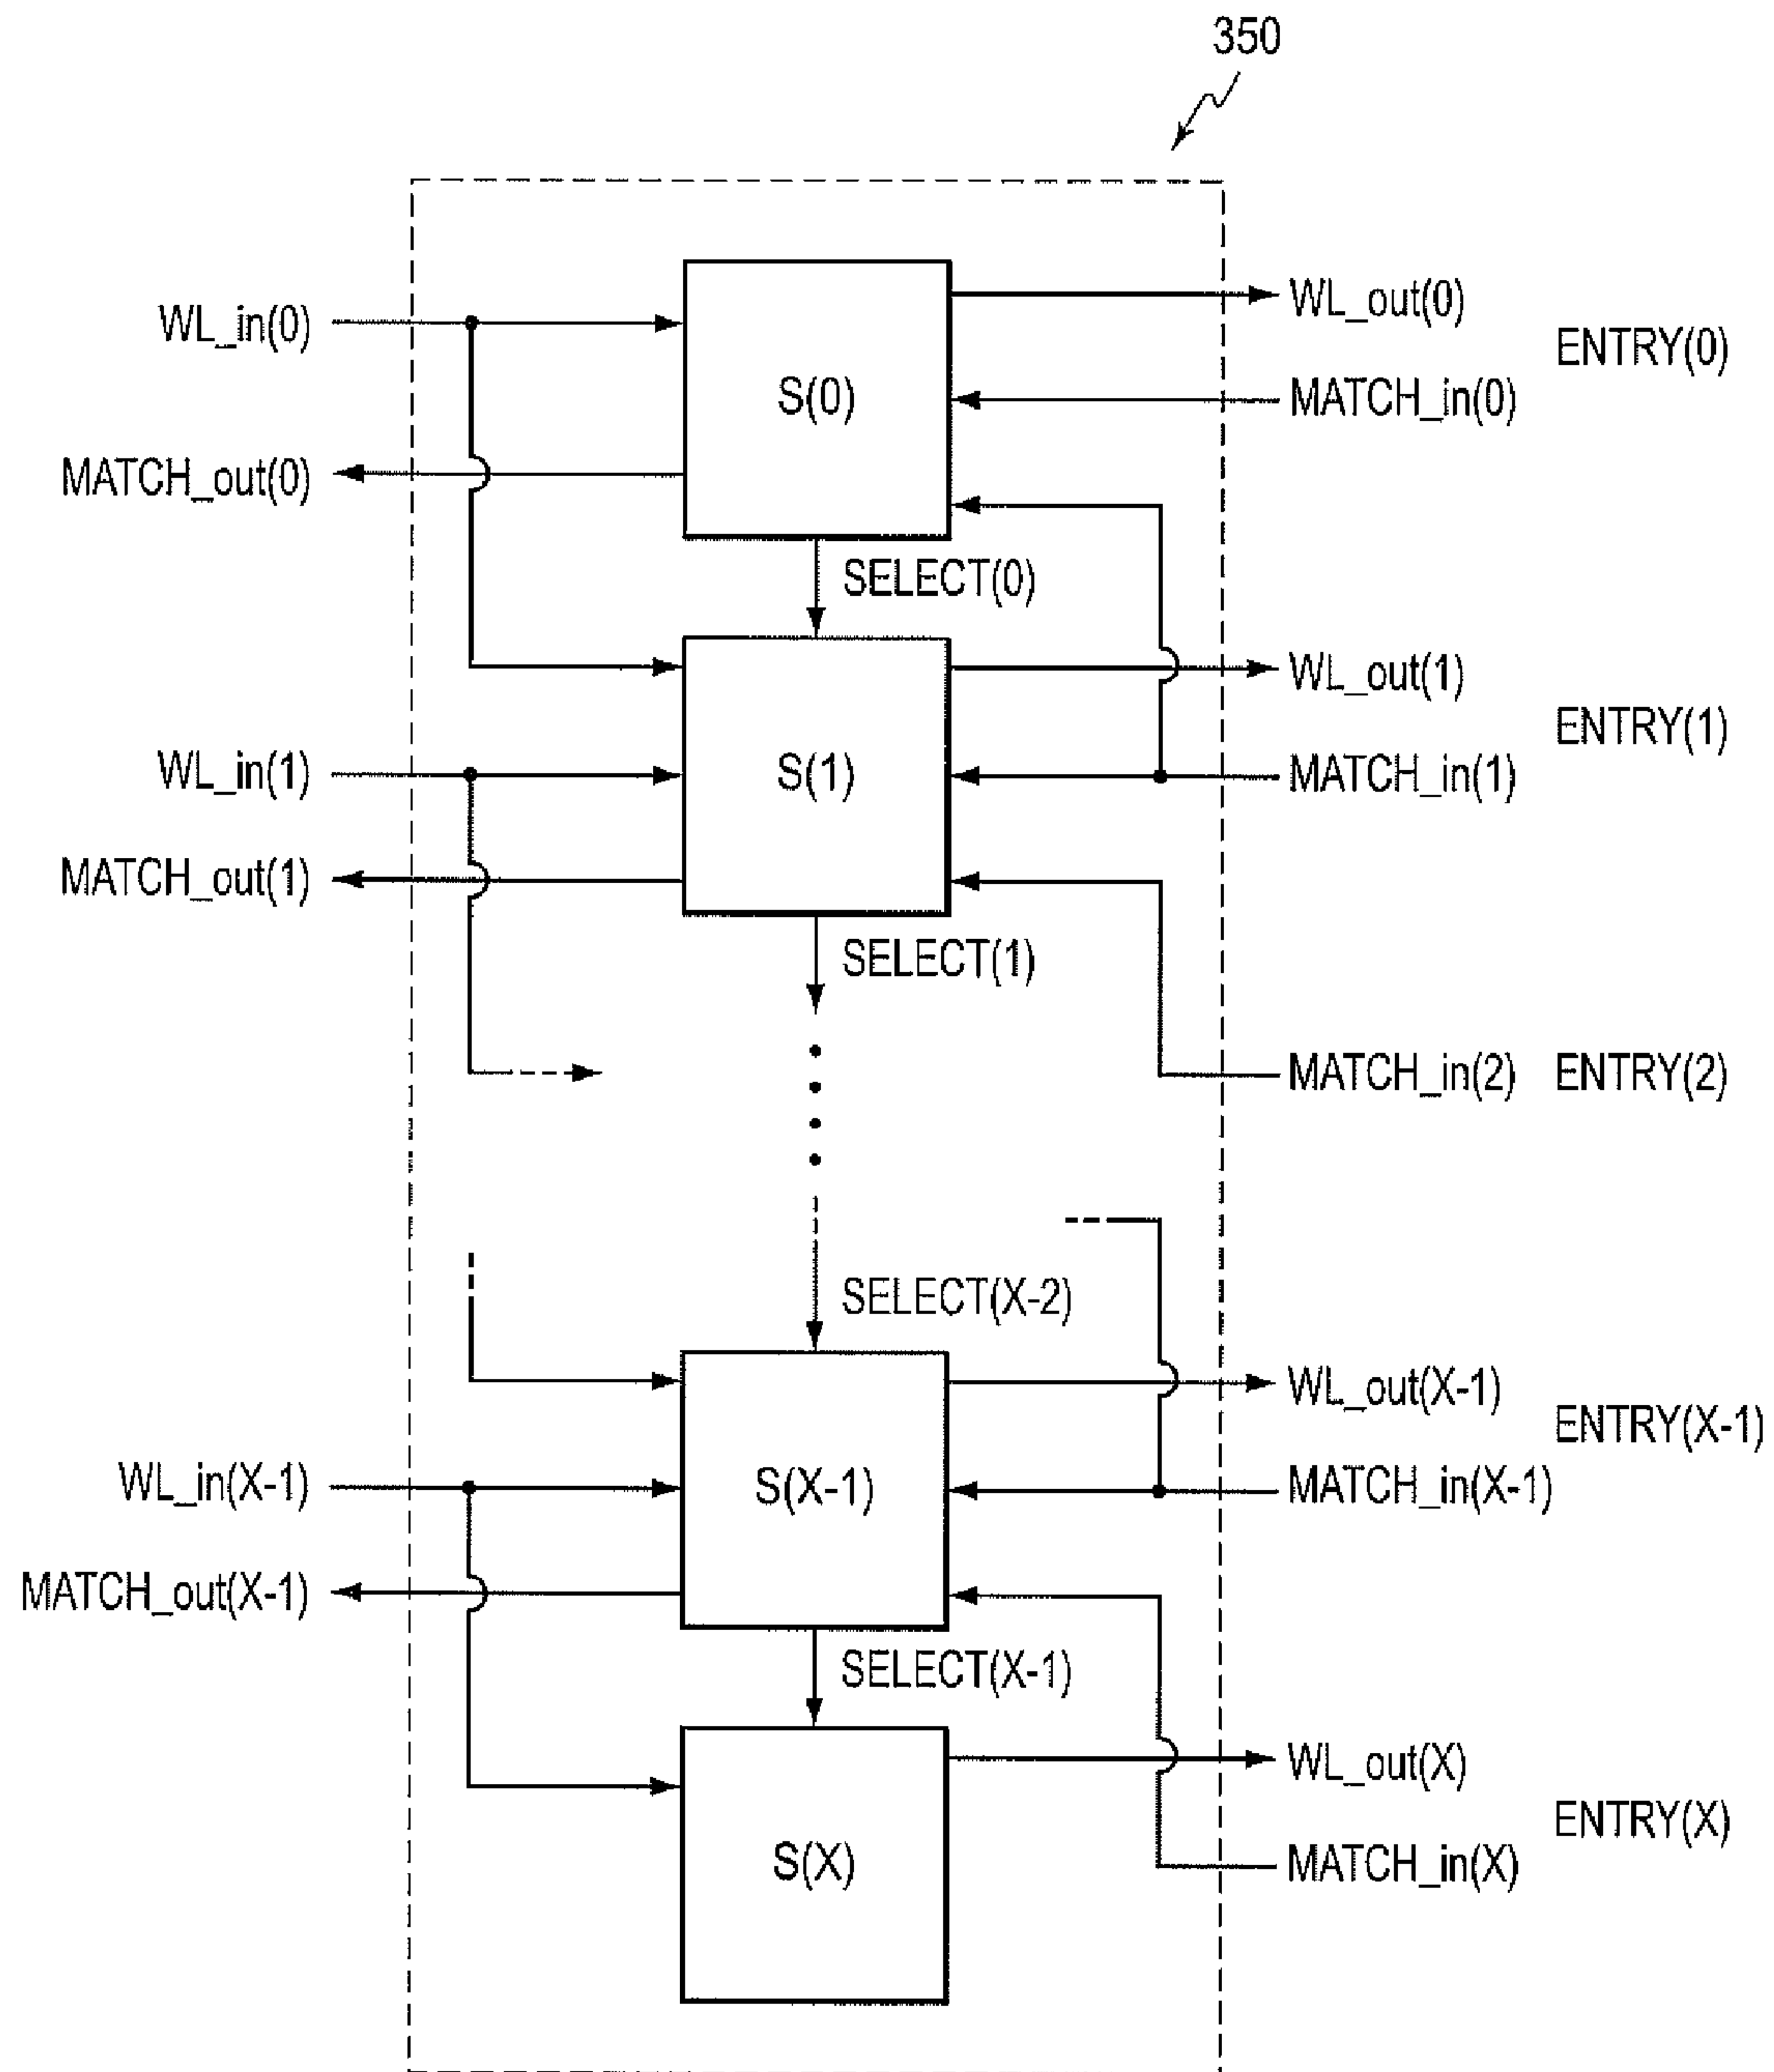 350
WL_in(0)
S(0)
WL_out(0)
ENTRY(0)
MATCH_in(0)
MATCH_out(0)
SELECT(0)
WL_out(1)
WL_in(1)
S(1)
ENTRY(1)
MATCH_in(1)
MATCH_out(1)
SELECT(1)
MATCH_in(2) ENTRY(2)
SELECT(X-2)
WL_out(X-1)
ENTRY(X-1)
WL_in(X-1)
S(X-1)
MATCH_in(X-1)
MATCH_out(X-1)
SELECT(X-1)
WL_out(X)
ENTRY(X)
S(X)
MATCH_in(X)